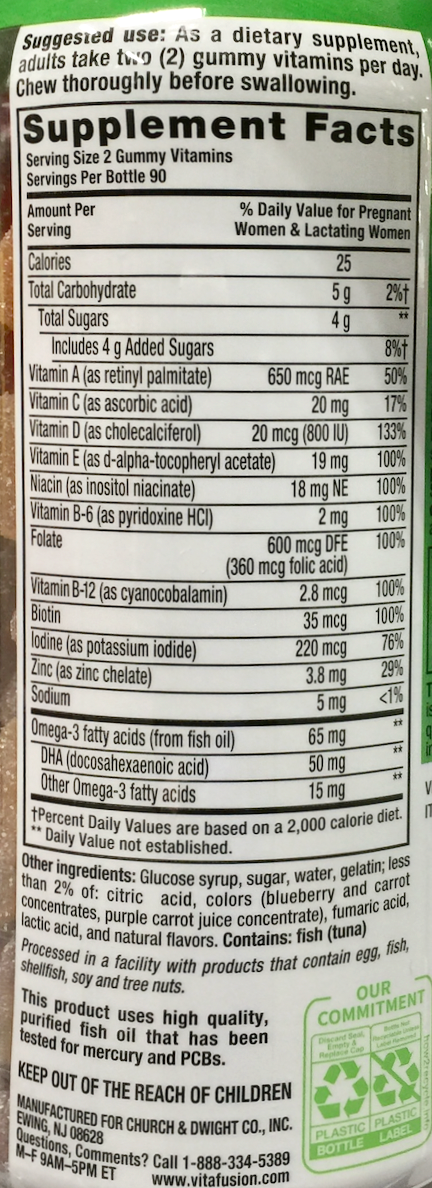 Suggested use: As a dietary supplement,
adults take two (2) gummy vitamins per day.
Chew thoroughly before swallowing.
Supplement Facts
Serving Size 2 Gummy Vitamins
Servings Per Bottle 90
Amount Per Serving % Daily Value for Pregnant Women & Lactating Women
Calories 25
Total Carbohydrate 5 g 2%†
Total Sugars 4 g **
Includes 4 g Added Sugars 8%†
Vitamin A (as retinyl palmitate) 650 mcg RAE 50%
Vitamin C (as ascorbic acid) 20 mg 17%
Vitamin D (as cholecalciferol) 20 mcg (800 IU) 133%
Vitamin E (as d-alpha-tocopheryl acetate) 19 mg 100%
Niacin (as inositol niacinate) 18 mg NE 100%
Vitamin B-6 (as pyridoxine HCl) 2 mg 100%
Folate 600 mcg DFE 100%
(360 mcg folic acid)
Vitamin B-12 (as cyanocobalamin) 2.8 mcg 100%
Biotin 35 mcg 100%
Iodine (as potassium iodide) 220 mcg 76%
Zinc (as zinc chelate) 3.8 mg 29%
Sodium 5 mg <1%
Omega-3 fatty acids (from fish oil) 65 mg **
DHA (docosahexaenoic acid) 50 mg **
Other Omega-3 fatty acids 15 mg **
†Percent Daily Values are based on a 2,000 calorie diet.
** Daily Value not established.
Other ingredients: Glucose syrup, sugar, water, gelatin; less
than 2% of: citric acid, colors (blueberry and carrot
concentrates, purple carrot juice concentrate), fumaric acid,
lactic acid, and natural flavors. Contains: fish (tuna)
Processed in a facility with products that contain egg, fish,
shellfish, soy and tree nuts.
This product uses high quality,
purified fish oil that has been
tested for mercury and PCBs.
KEEP OUT OF THE REACH OF CHILDREN
MANUFACTURED FOR CHURCH & DWIGHT CO., INC.
EWING, NJ 08628
Questions, Comments? Call 1-888-334-5389
M–F 9AM–5PM ET www.vitafusion.com
OUR
COMMITMENT
Discard Seal,
Empty &
Replace Cap
PLASTIC
BOTTLE
PLASTIC
LABEL